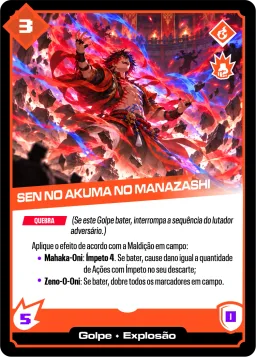 3
SEN NO AKUMA NO MANAZASHI
QUEBRA (Se este Golpe bater, interrompa a sequência do lutador
adversário.)
Aplique o efeito de acordo com a Maldição em campo:
• Mahaka-Oni: Ímpeto 4. Se bater, cause dano igual a quantidade
de Ações com Ímpeto no seu descarte;
• Zeno-O-Oni: Se bater, dobre todos os marcadores em campo.
5
Golpe • Explosão